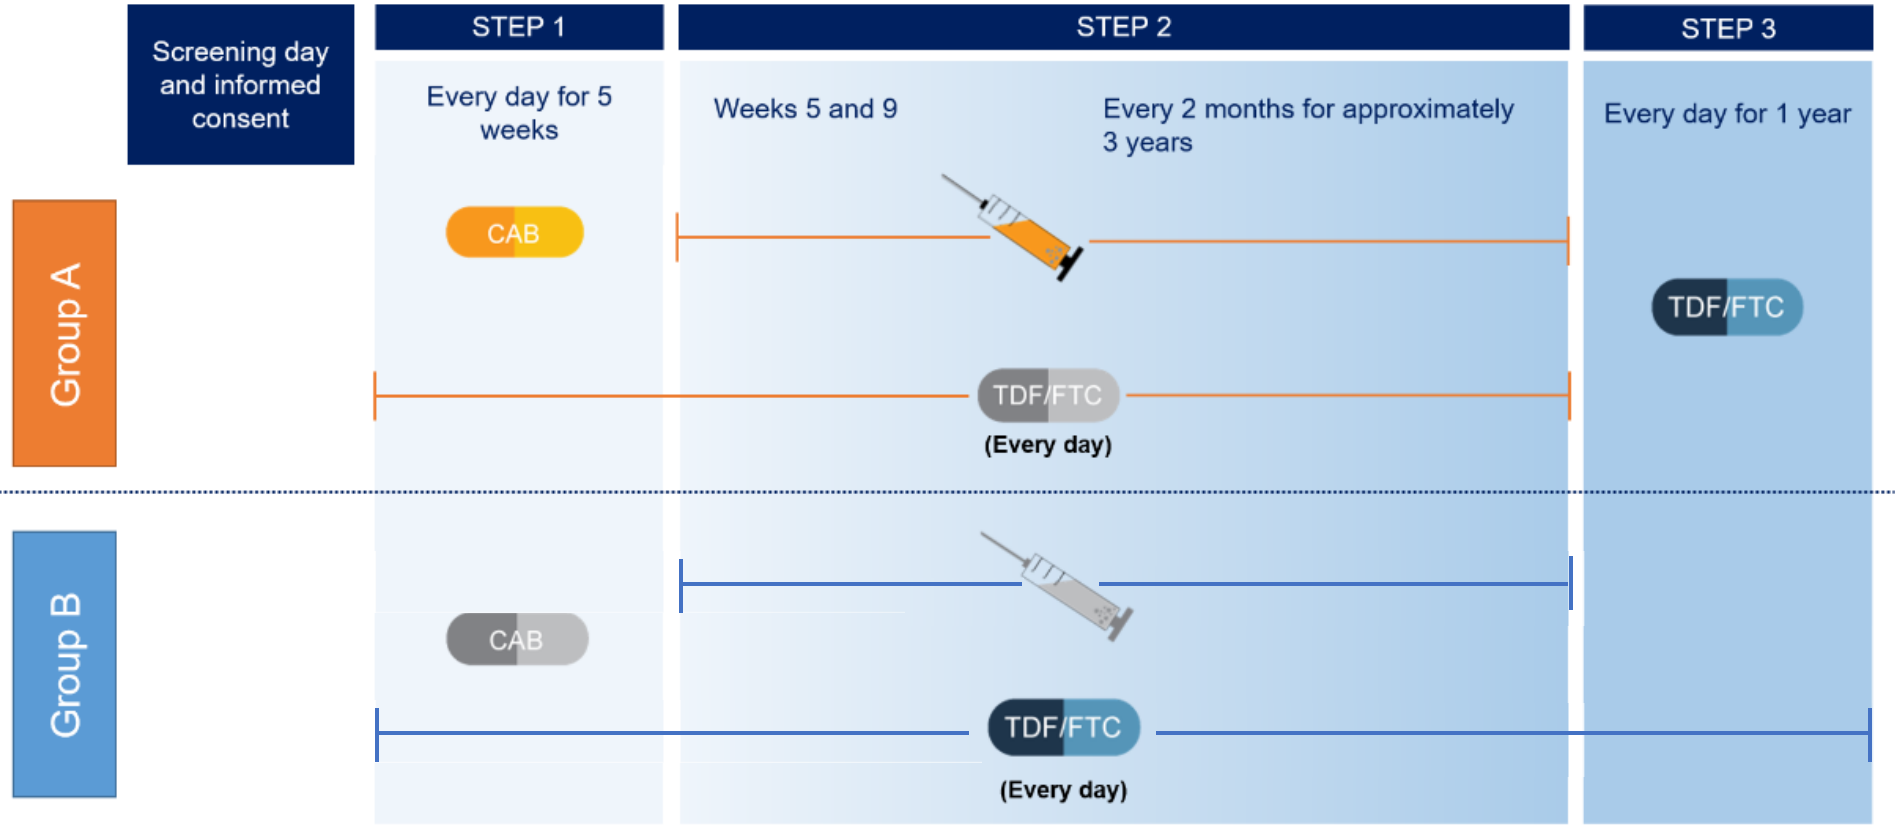 Screening day
and informed
consent
STEP 1
STEP 2
STEP 3
Every day for 5
weeks
Weeks 5 and 9
Every 2 months for approximately
3 years
Every day for 1 year
Group A
CAB
TDF/FTC
TDF/FTC
(Every day)
Group B
CAB
TDF/FTC
(Every day)